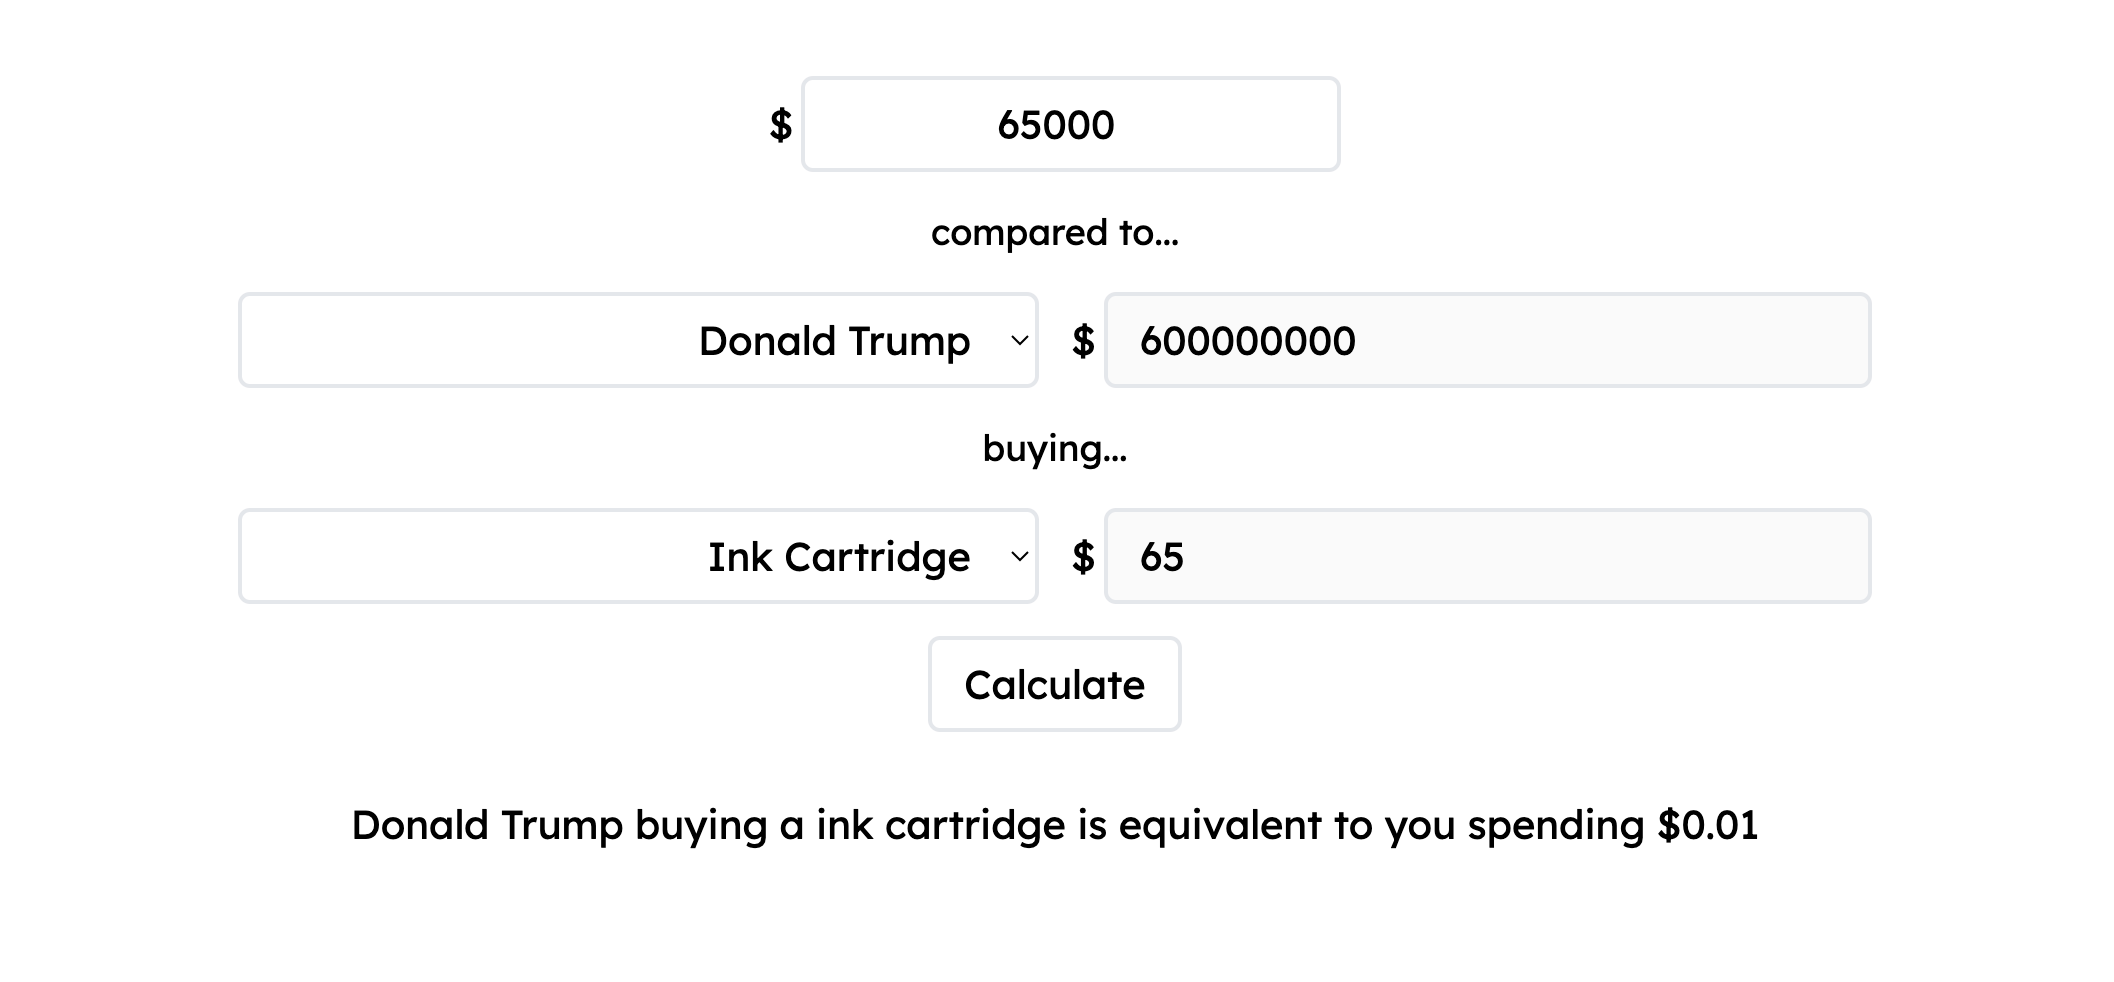 $ 65000
compared to...
Donald Trump $ 600000000
buying...
Ink Cartridge $ 65
Calculate
Donald Trump buying a ink cartridge is equivalent to you spending $0.01